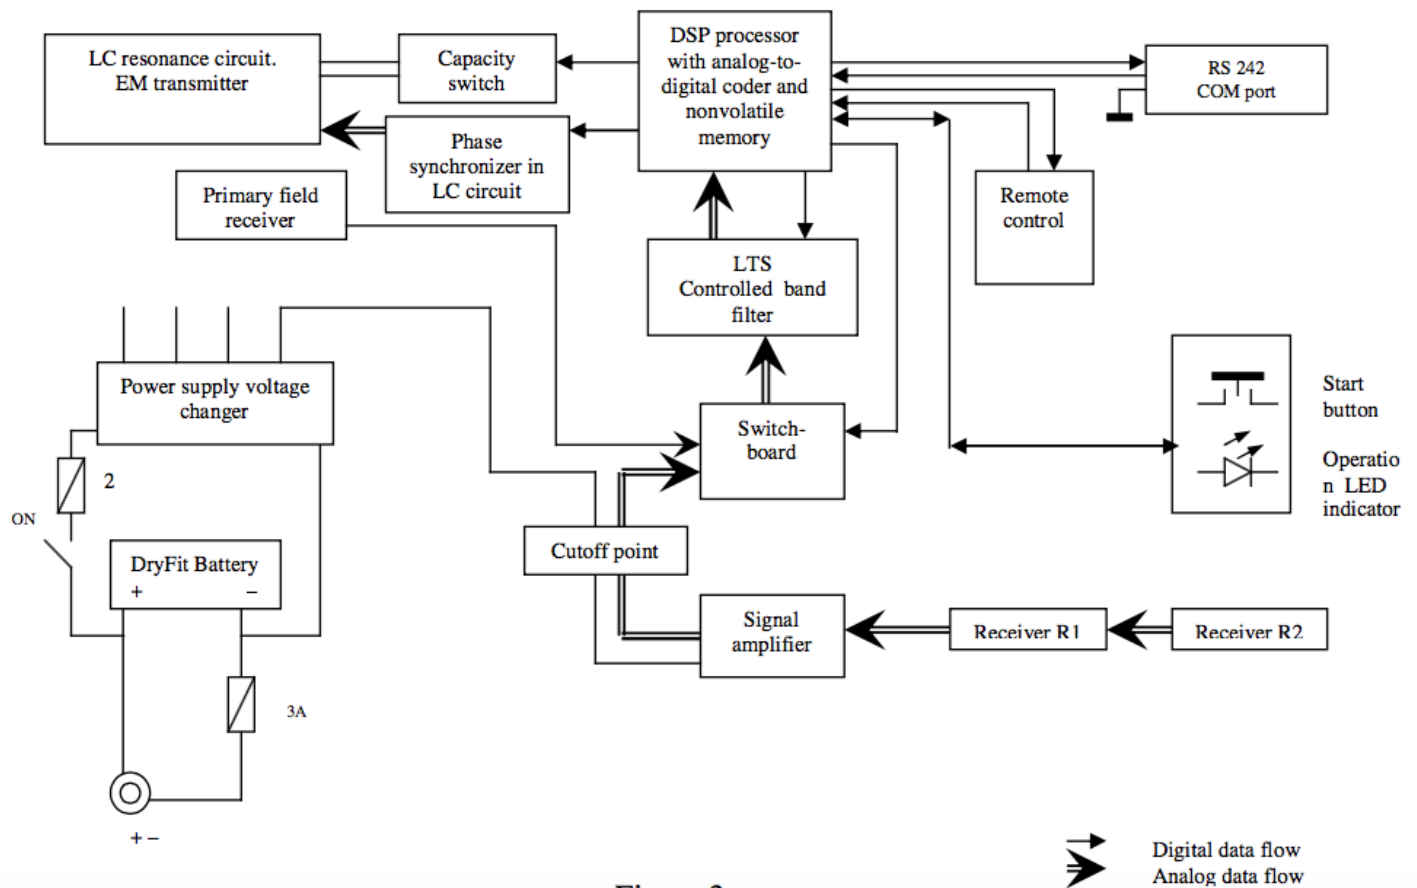 LC resonance circuit.
EM transmitter
Capacity
switch
DSP processor
with analog-to-
digital coder and
nonvolatile
memory
RS 242
COM port
Phase
synchronizer in
LC circuit
Primary field
receiver
Remote
control
LTS
Controlled band
filter
Power supply voltage
changer
Switch-
board
Start
button
Operatio
n LED
indicator
2
ON
DryFit Battery
+ −
Cutoff point
Signal
amplifier
Receiver R1
Receiver R2
3A
+ −
Digital data flow
Analog data flow